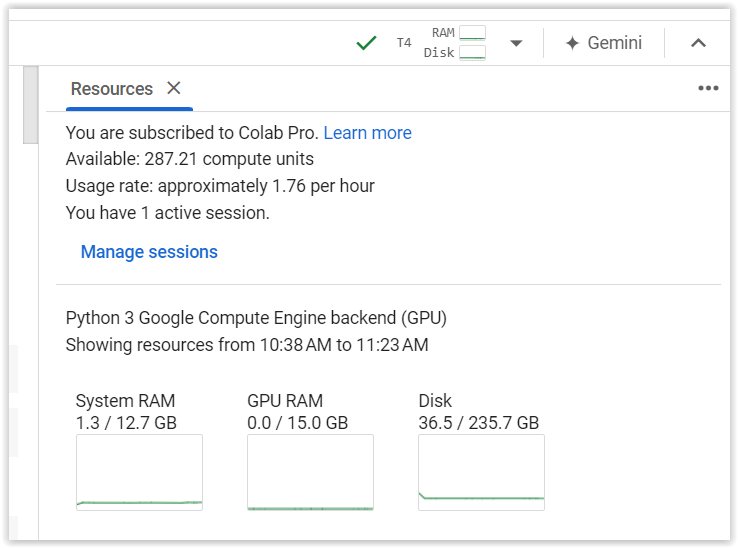 T4
RAM
Disk
Gemini
Resources
You are subscribed to Colab Pro. Learn more
Available: 287.21 compute units
Usage rate: approximately 1.76 per hour
You have 1 active session.
Manage sessions
Python 3 Google Compute Engine backend (GPU)
Showing resources from 10:38 AM to 11:23 AM
System RAM
1.3 / 12.7 GB
GPU RAM
0.0 / 15.0 GB
Disk
36.5 / 235.7 GB